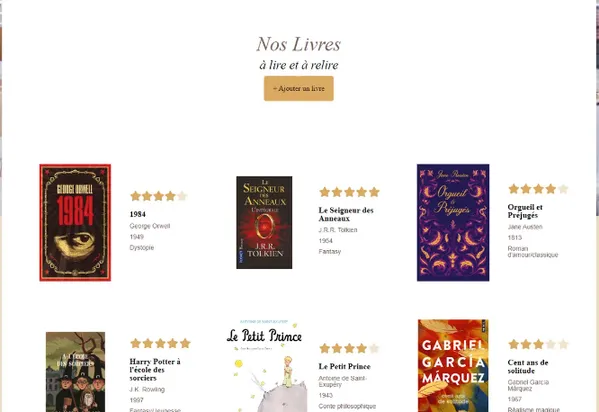 Nos Livres
à lire et à relire
+ Ajouter un livre
GEORGE ORWELL
1984
1984
George Orwell
1949
Dystopie
LE
SEIGNEUR
DES
ANNEAUX
L'INTÉGRALE
J.R.R.
TOLKIEN
Le Seigneur des
Anneaux
J.R.R. Tolkien
1954
Fantasy
Jane Austen
Orgueil
et
Préjugés
Orgueil et
Préjugés
Jane Austen
1813
Roman
d'amour/classique
À L'ÉCOLE
DES SORCIERS
Harry Potter à
l'école des
sorciers
J.K. Rowling
1997
Fantasy jeunesse
Le Petit Prince
Le Petit Prince
Antoine de Saint-
Exupéry
1943
Conte philosophique
GABRIEL
GARCÍA
MÁRQUEZ
cent ans
de solitude
Cent ans de
solitude
Gabriel García
Márquez
1967
Réalisme magique